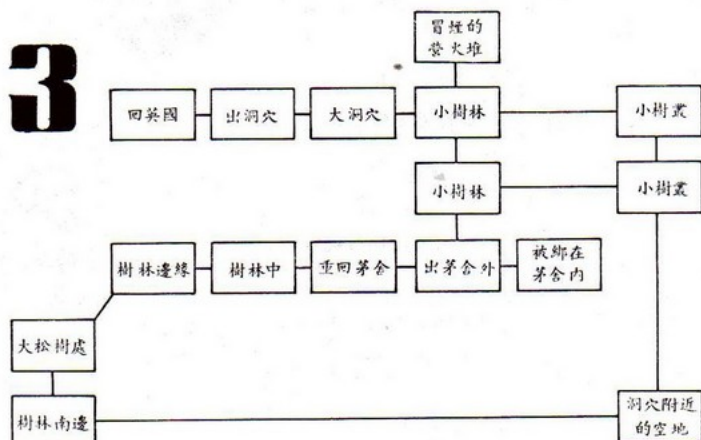 3
冒煙的
營火堆
回英國
出洞穴
大洞穴
小樹林
小樹叢
小樹林
小樹叢
樹林邊緣
樹林中
重回茅舍
出茅舍外
被綁在
茅舍內
大松樹處
樹林南邊
洞穴附近
的空地